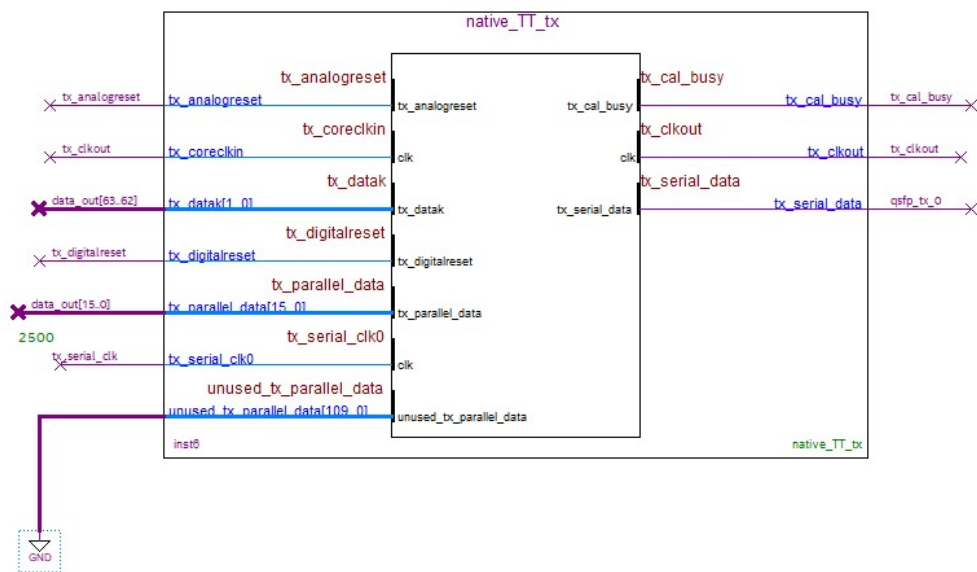 native_TT_tx
tx_analogreset tx_cal_busy
tx_analogreset tx_analogreset tx_analogreset tx_cal_busy tx_cal_busy tx_cal_busy
tx_coreclkin tx_clkout
tx_clkout tx_coreclkin clk clk tx_clkout tx_clkout
tx_datak tx_serial_data
data_out[63..62] tx_datak[1..0] tx_datak tx_serial_data tx_serial_data qsfp_tx_0
tx_digitalreset
tx_digitalreset tx_digitalreset tx_digitalreset
tx_parallel_data
data_out[15..0] tx_parallel_data[15..0] tx_parallel_data
2500 tx_serial_clk0
tx_serial_clk tx_serial_clk0 clk
unused_tx_parallel_data
unused_tx_parallel_data[109..0] unused_tx_parallel_data
inst6 native_TT_tx
GND